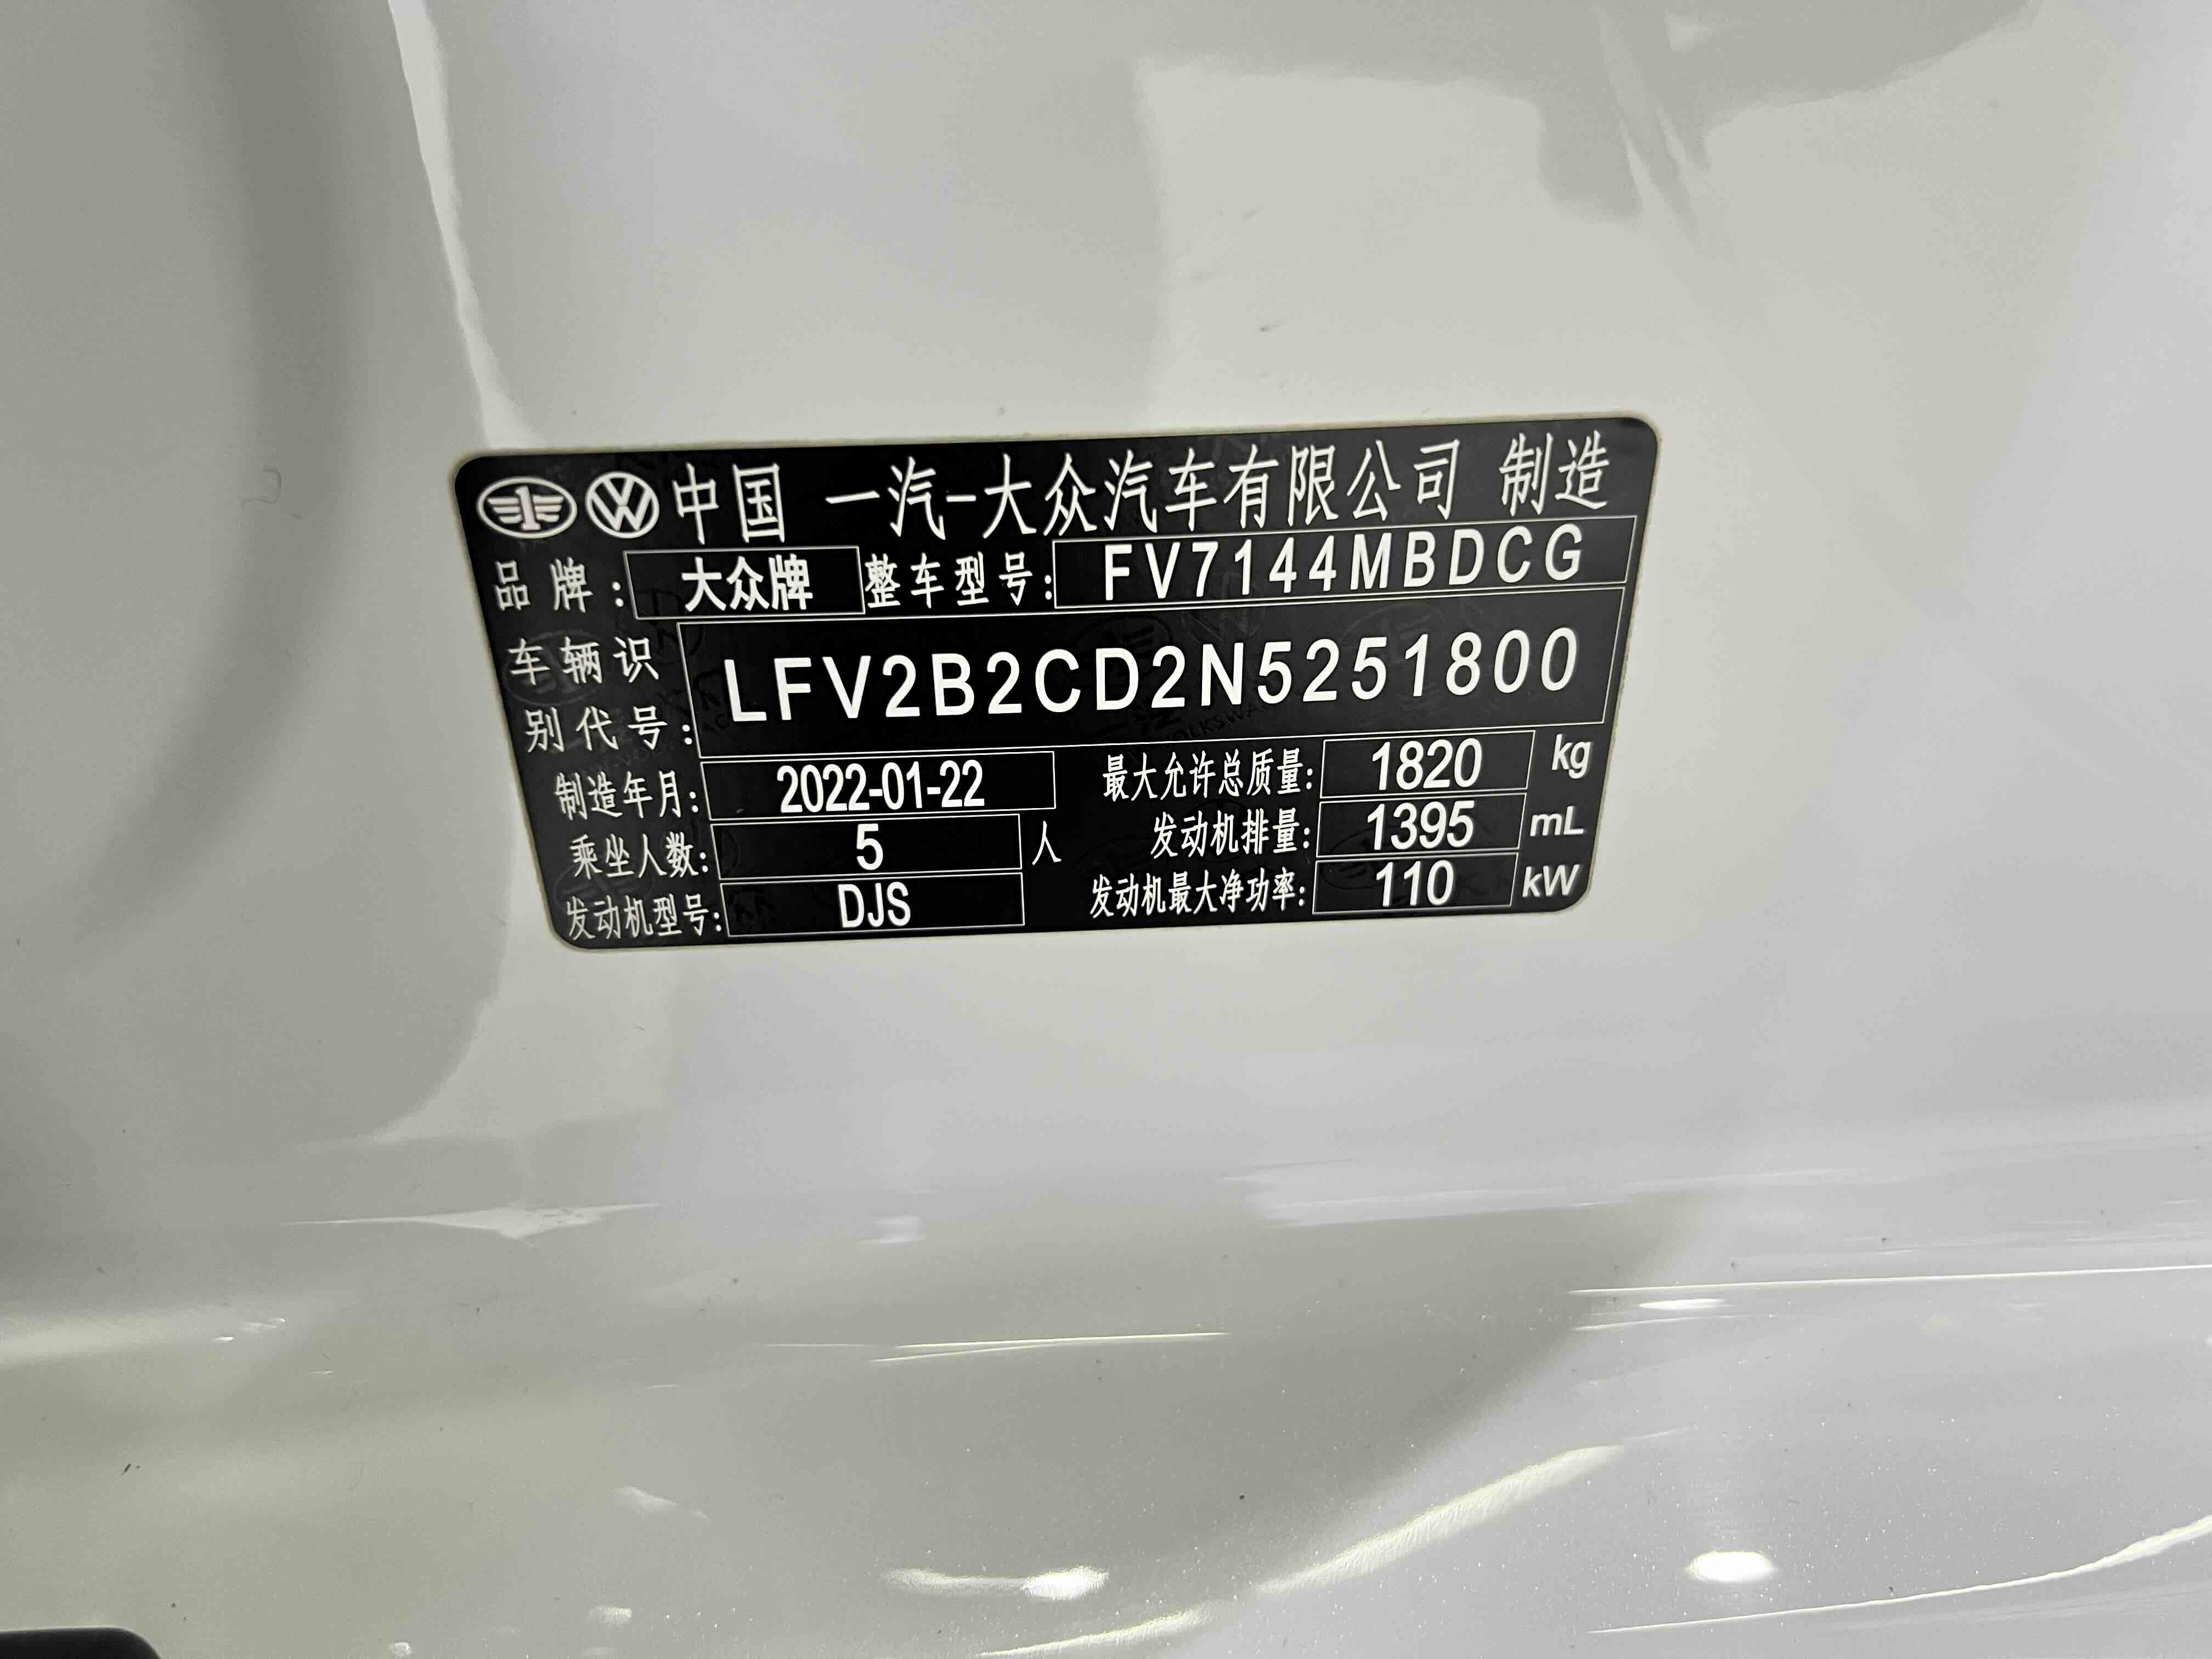 中国 一汽-大众汽车有限公司 制造
品牌: 大众牌 整车型号: FV7144MBDCG
车辆识别代号: LFV2B2CD2N5251800
制造年月: 2022-01-22 最大允许总质量: 1820 kg
乘坐人数: 5 人 发动机排量: 1395 mL
发动机型号: DJS 发动机最大净功率: 110 kW